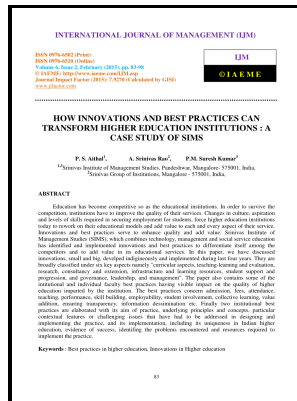 INTERNATIONAL JOURNAL OF MANAGEMENT (IJM)
ISSN 0976-6502 (Print)
ISSN 0976-6510 (Online)
Volume 6, Issue 2, February (2015), pp. 83-98
© IAEME: http://www.iaeme.com/IJM.asp
Journal Impact Factor (2015): 7.9270 (Calculated by GISI)
www.jifactor.com
IJM
© I A E M E
HOW INNOVATIONS AND BEST PRACTICES CAN
TRANSFORM HIGHER EDUCATION INSTITUTIONS : A
CASE STUDY OF SIMS
P. S. Aithal1, A. Srinivas Rao2, P.M. Suresh Kumar3
1,3Srinivas Institute of Management Studies, Pandeshwar, Mangalore- 575001, India,
2Srinivas Group of Institutions, Mangalore - 575001, India,
ABSTRACT
Education has become competitive so as the educational institutions. In order to survive the
competition, institutions have to improve the quality of their services. Changes in culture, aspiration
and levels of skills required in securing employment for students, force higher education institutions
today to rework on their educational models and add value to each and every aspect of their service.
Innovations and best practices serve to enhance quality and add value. Srinivas Institute of
Management Studies (SIMS), which combines technology, management and social service education
has identified and implemented innovations and best practices to differentiate itself among the
competitors and to add value to its educational services. In this paper, we have discussed
innovations, small and big, developed indigenously and implemented during last four years. They are
broadly classified under six key aspects namely "curricular aspects, teaching-learning and evaluation,
research, consultancy and extension, infrastructure and learning resources, student support and
progression, and governance, leadership, and management". The paper also contains some of the
institutional and individual faculty best practices having visible impact on the quality of higher
education imparted by the institution. The best practices concern admission, fees, attendance,
teaching, performance, skill building, employability, student involvement, collective learning, value
addition, ensuring transparency, information dissemination etc. Finally two institutional best
practices are elaborated with its aim of practice, underlying principles and concepts, particular
contextual features or challenging issues that have had to be addressed in designing and
implementing the practice, and its implementation, including its uniqueness in Indian higher
education, evidence of success, identifying the problems encountered and resources required to
implement the practice.
Keywords : Best practices in higher education, Innovations in Higher education
83